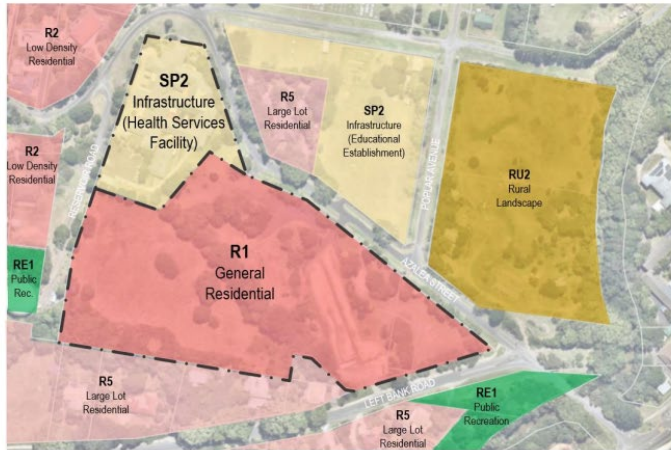 R2
Low Density
Residential
SP2
Infrastructure
(Health Services
Facility)
R5
Large Lot
Residential
SP2
Infrastructure
(Educational
Establishment)
RU2
Rural
Landscape
POPLAR AVENUE
R2
Low Density
Residential
RESERVOIR ROAD
RE1
Public
Rec.
R1
General
Residential
AZALEA STREET
R5
Large Lot
Residential
LEFT BANK ROAD
RE1
Public
Recreation
R5
Large Lot
Residential